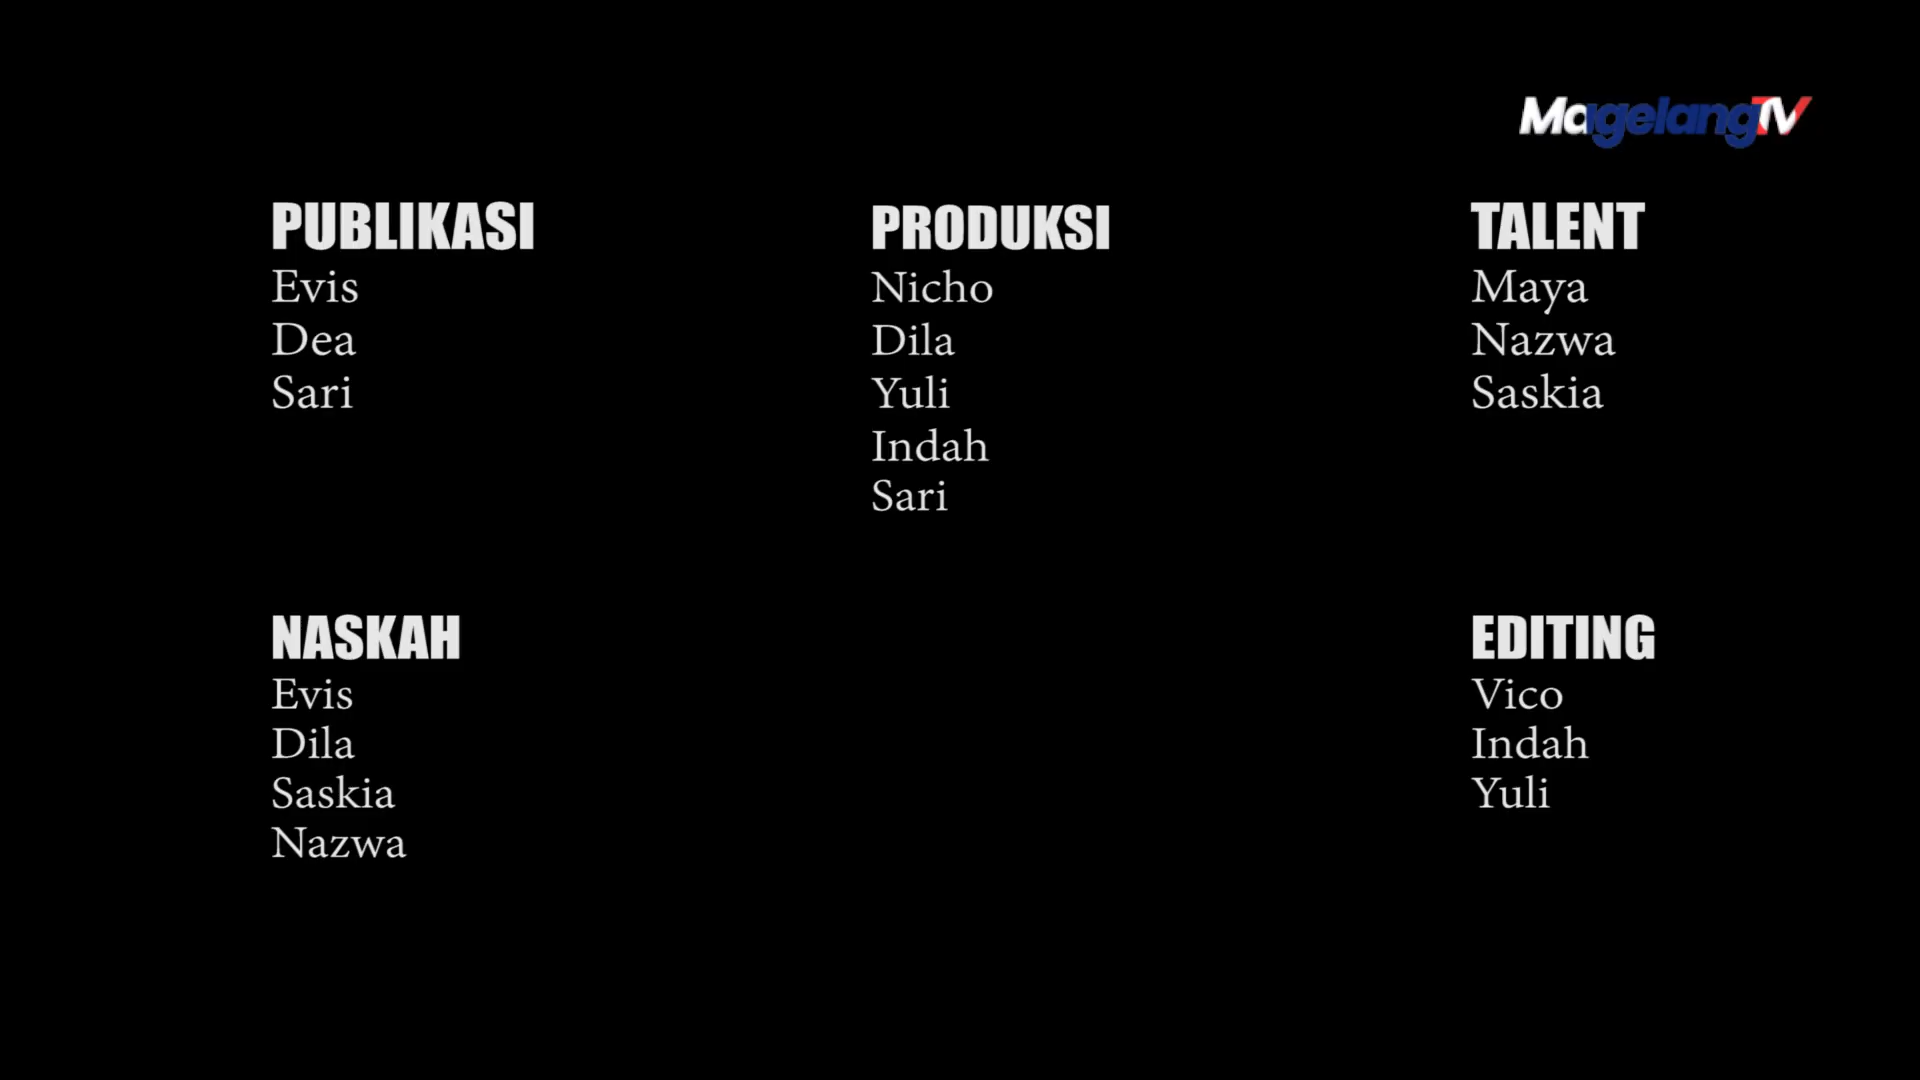 MagelangTV
PUBLIKASI
Evis
Dea
Sari
PRODUKSI
Nicho
Dila
Yuli
Indah
Sari
TALENT
Maya
Nazwa
Saskia
NASKAH
Evis
Dila
Saskia
Nazwa
EDITING
Vico
Indah
Yuli